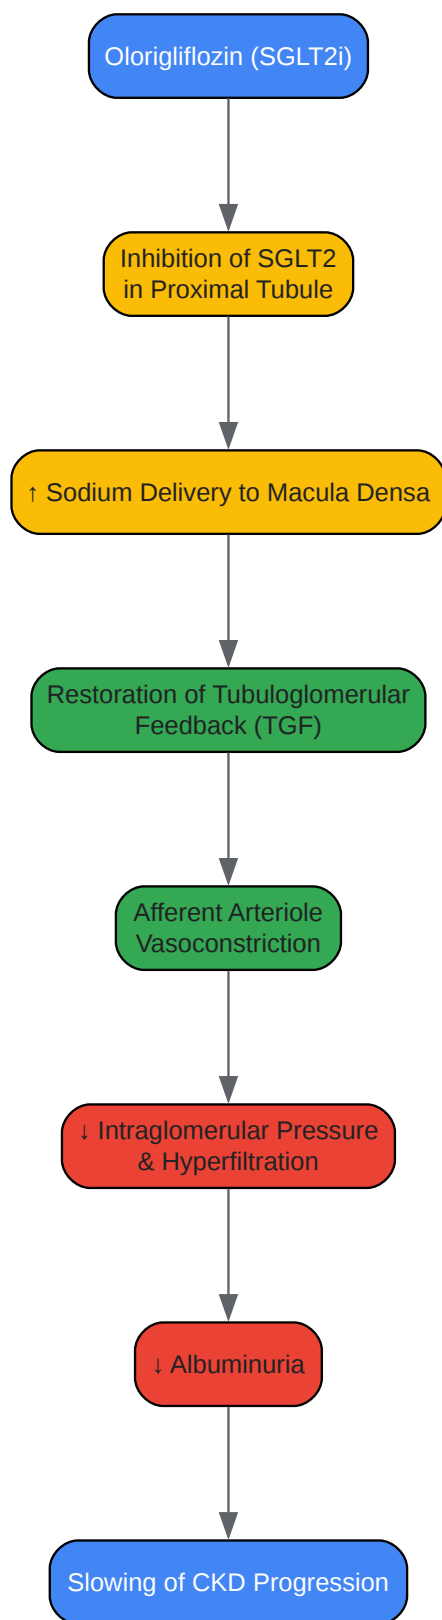 Olorigliflozin (SGLT2i)
Inhibition of SGLT2
in Proximal Tubule
↑ Sodium Delivery to Macula Densa
Restoration of Tubuloglomerular
Feedback (TGF)
Afferent Arteriole
Vasoconstriction
↓ Intraglomerular Pressure
& Hyperfiltration
↓ Albuminuria
Slowing of CKD Progression